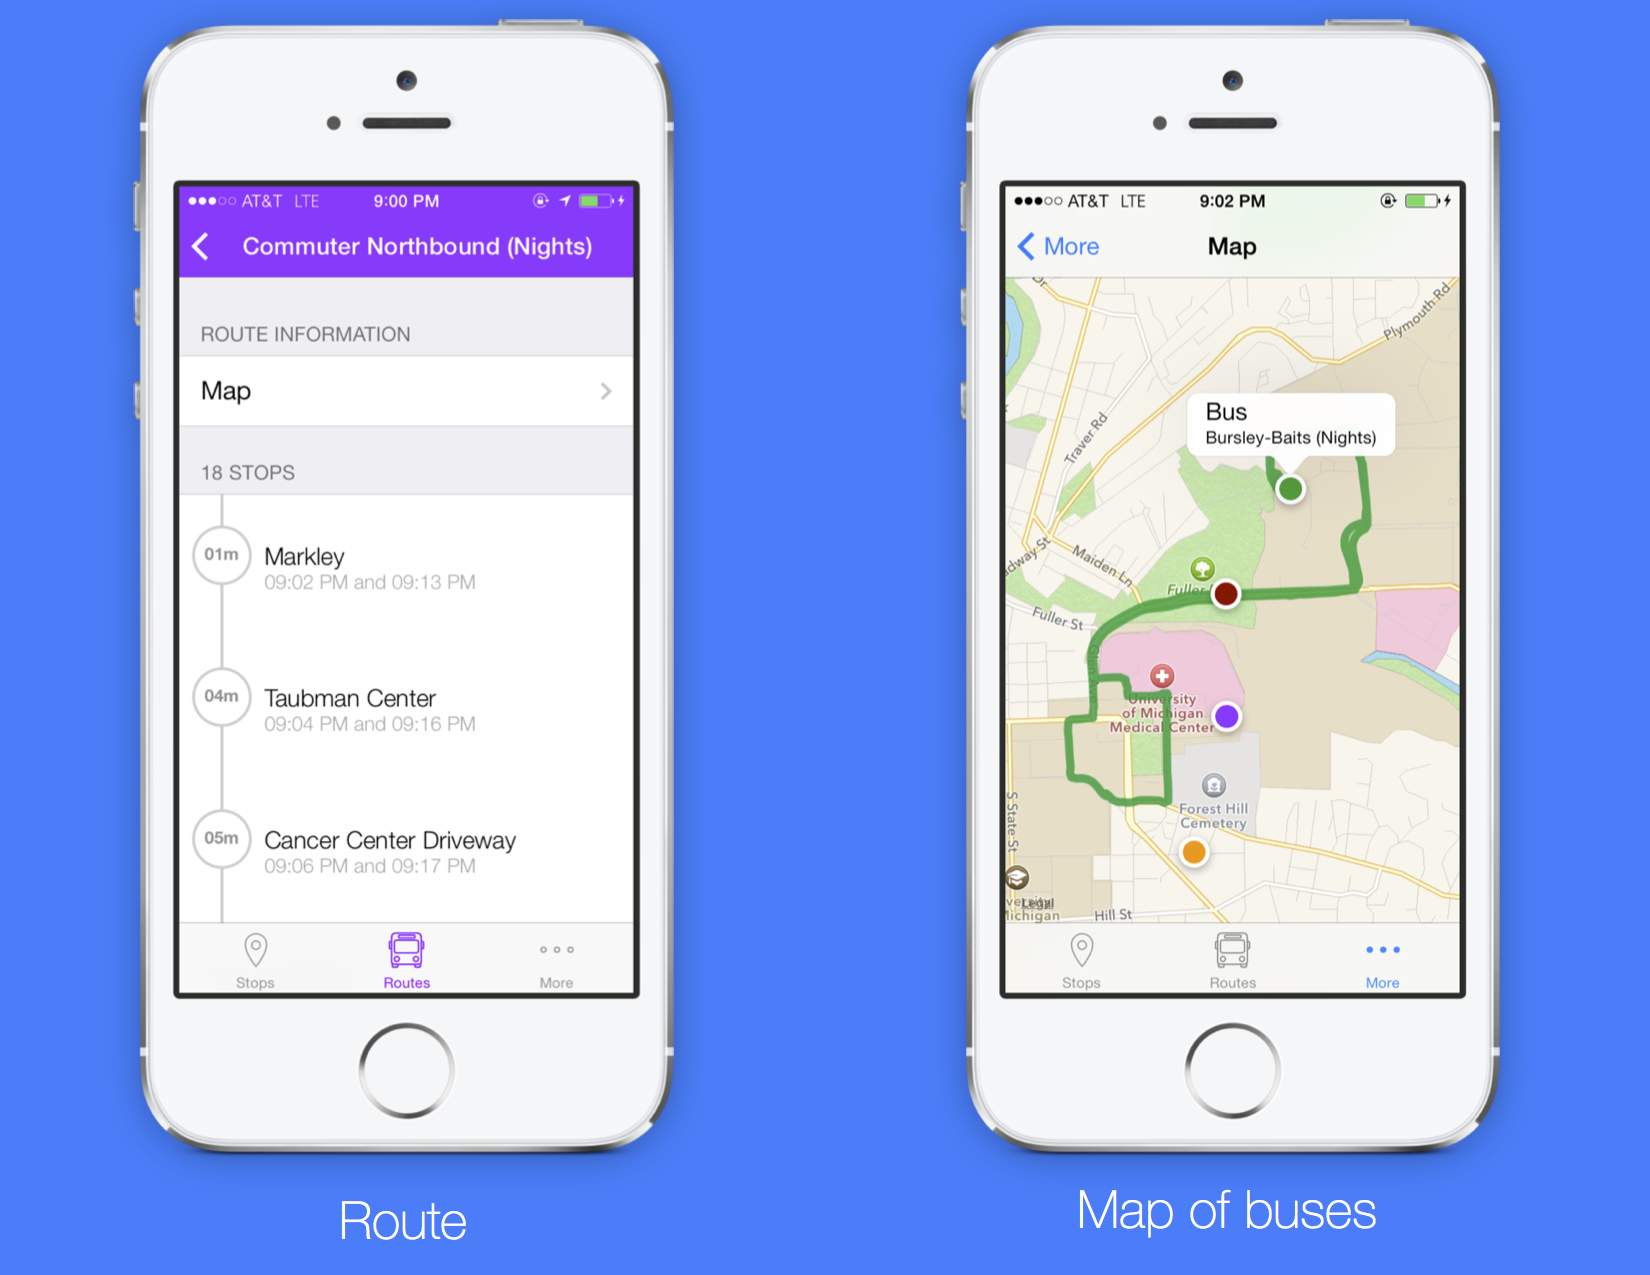 AT&T LTE 9:00 PM
Commuter Northbound (Nights)
ROUTE INFORMATION
Map
18 STOPS
01m Markley
09:02 PM and 09:13 PM
04m Taubman Center
09:04 PM and 09:16 PM
05m Cancer Center Driveway
09:06 PM and 09:17 PM
Stops Routes More
Route
AT&T LTE 9:02 PM
More Map
Dr
Plymouth Rd
Bus
Bursley-Baits (Nights)
Traver Rd
dway St
Maiden Ln
Fuller
Fuller St
University
of Michigan
Medical Center
Forest Hill
Cemetery
S State St
Legal
Michigan
Hill St
Stops Routes More
Map of buses